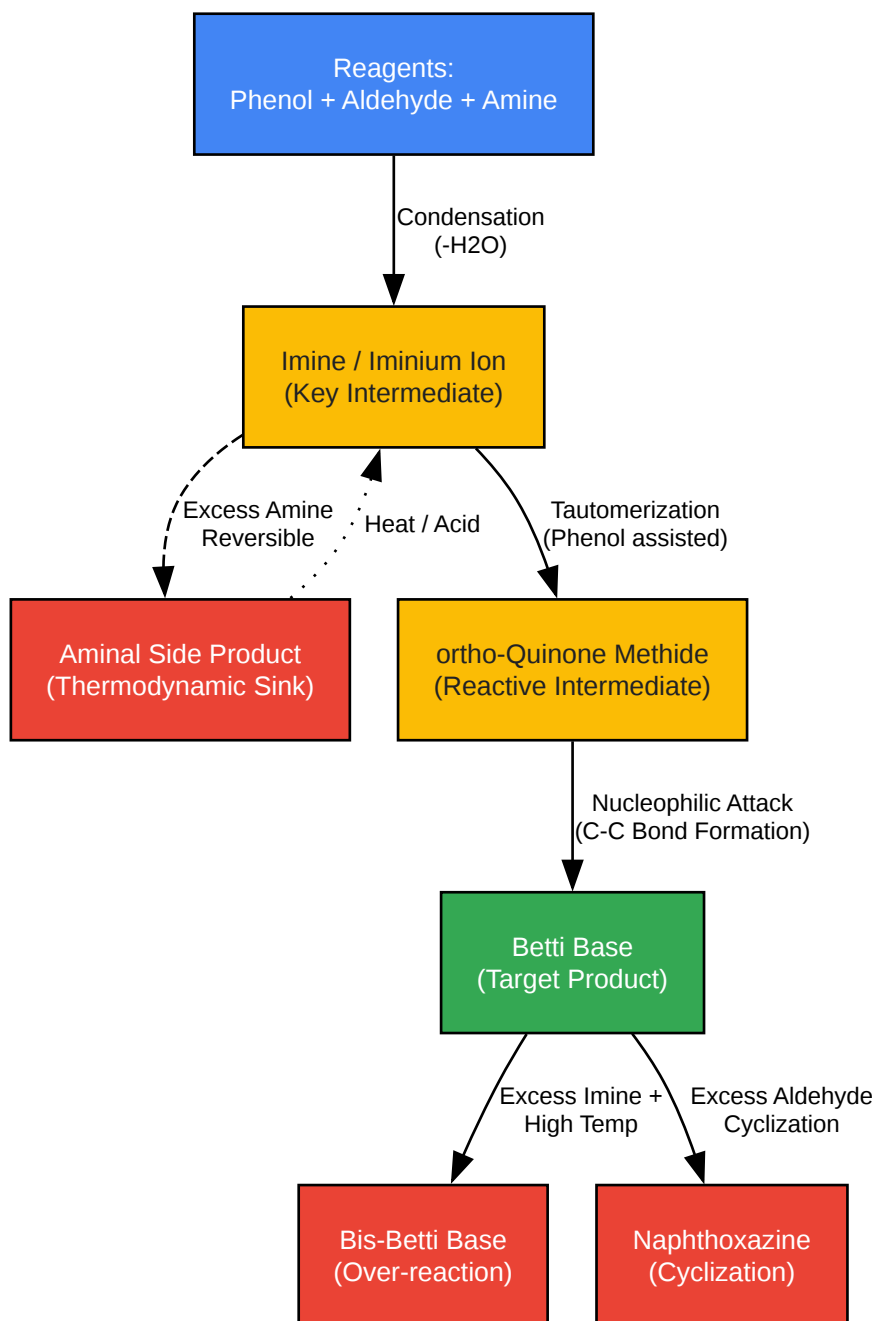 Reagents:
Phenol + Aldehyde + Amine
Condensation
(-H2O)
Imine / Iminium Ion
(Key Intermediate)
Excess Amine
Reversible
Heat / Acid
Tautomerization
(Phenol assisted)
Aminal Side Product
(Thermodynamic Sink)
ortho-Quinone Methide
(Reactive Intermediate)
Nucleophilic Attack
(C-C Bond Formation)
Betti Base
(Target Product)
Excess Imine +
High Temp
Excess Aldehyde
Cyclization
Bis-Betti Base
(Over-reaction)
Naphthoxazine
(Cyclization)